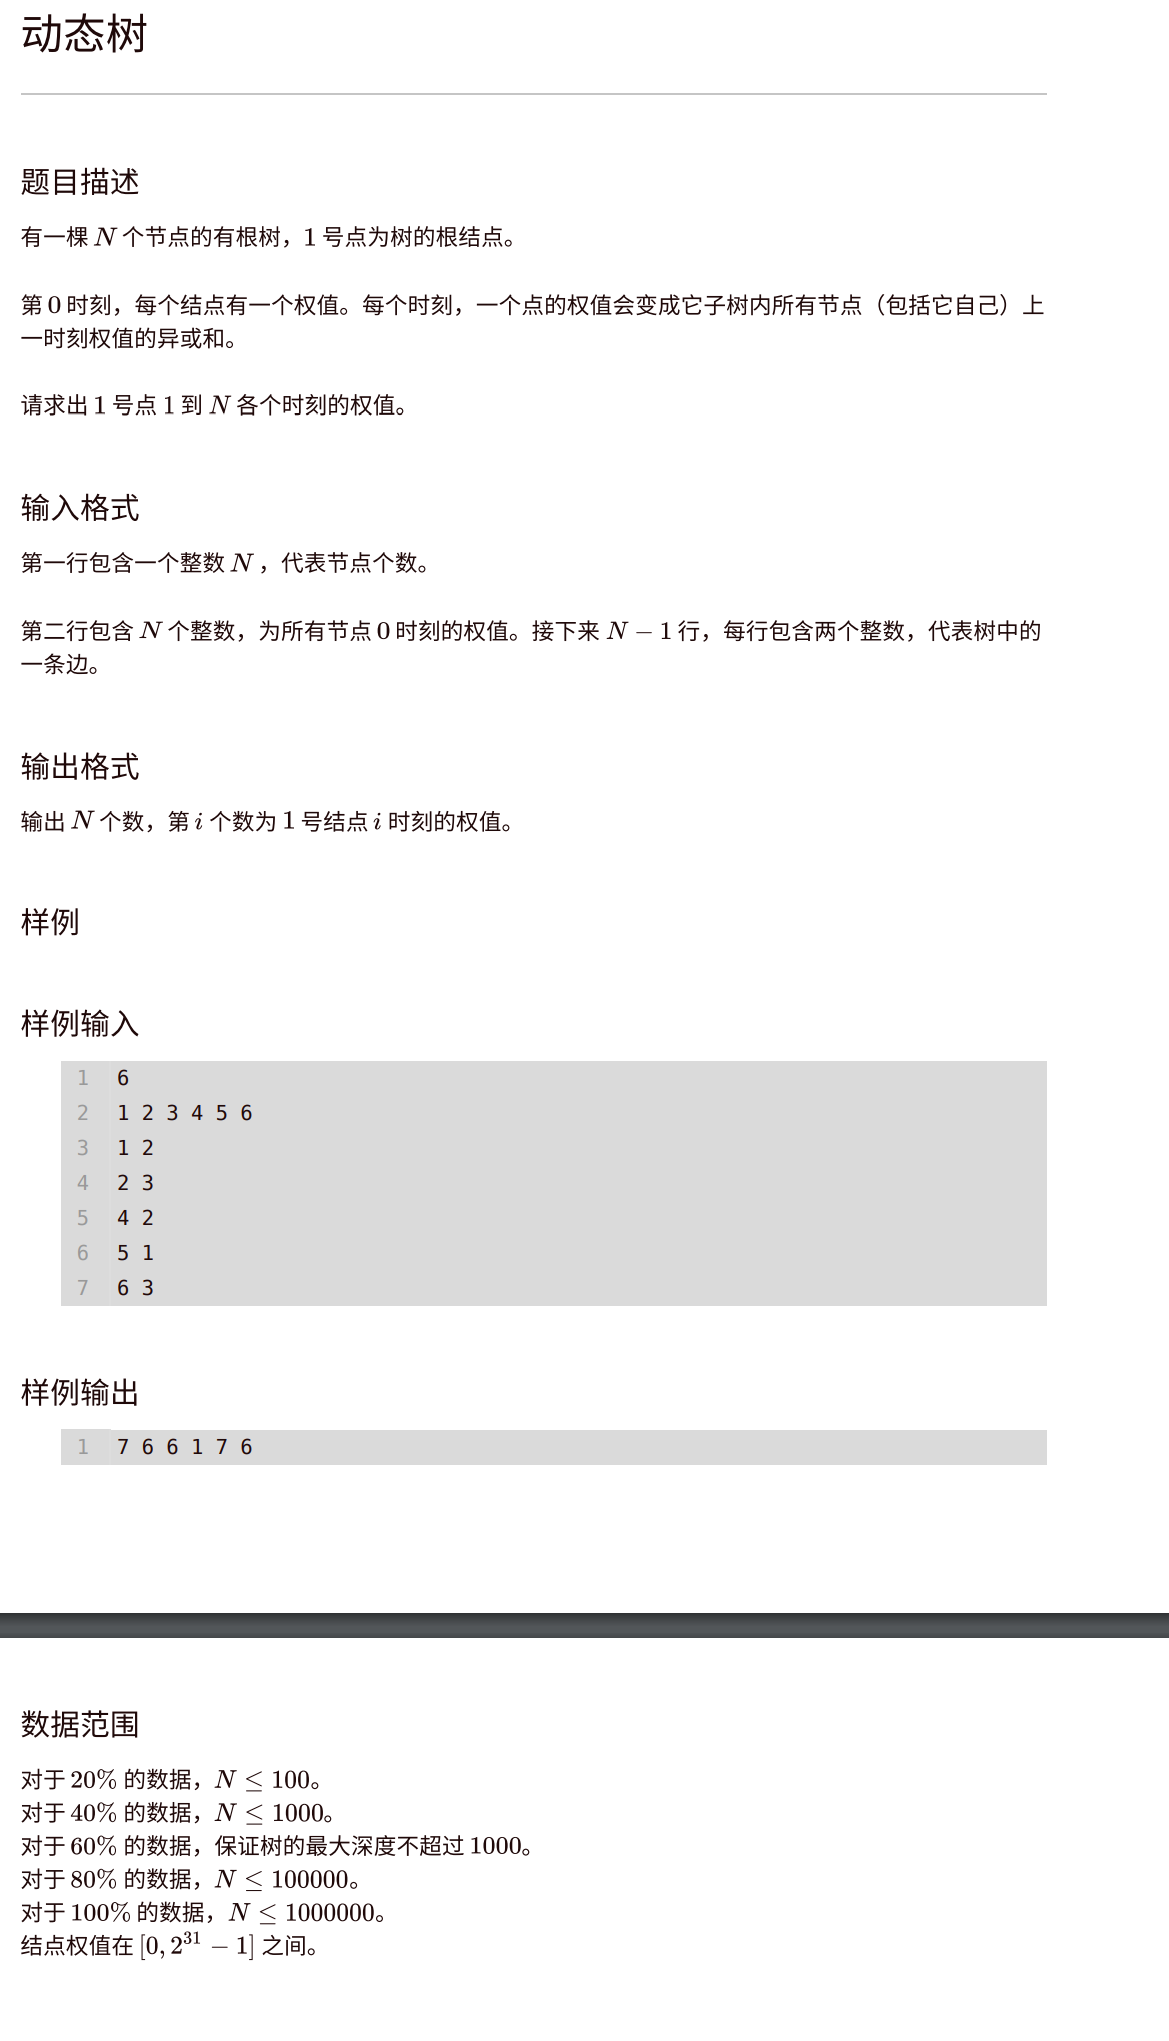 动态树
题目描述
有一棵 N 个节点的有根树，1 号点为树的根结点。
第 0 时刻，每个结点有一个权值。每个时刻，一个点的权值会变成它子树内所有节点（包括它自己）上
一时刻权值的异或和。
请求出 1 号点 1 到 N 各个时刻的权值。
输入格式
第一行包含一个整数 N ，代表节点个数。
第二行包含 N 个整数，为所有节点 0 时刻的权值。接下来 N − 1 行，每行包含两个整数，代表树中的
一条边。
输出格式
输出 N 个数，第 i 个数为 1 号结点 i 时刻的权值。
样例
样例输入
1 6
2 1 2 3 4 5 6
3 1 2
4 2 3
5 4 2
6 5 1
7 6 3
样例输出
1 7 6 6 1 7 6
数据范围
对于 20% 的数据，N ≤ 100。
对于 40% 的数据，N ≤ 1000。
对于 60% 的数据，保证树的最大深度不超过 1000。
对于 80% 的数据，N ≤ 100000。
对于 100% 的数据，N ≤ 1000000。
结点权值在 [0, 2^31 − 1] 之间。